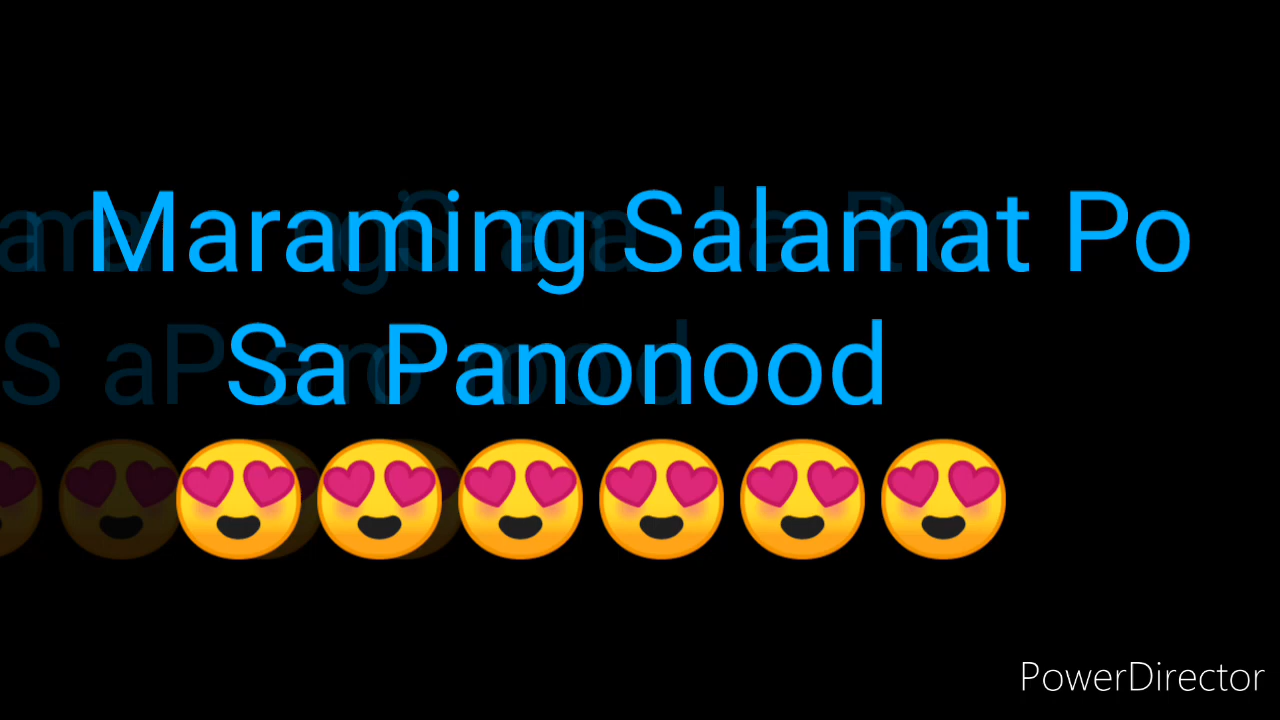 Maraming Salamat Po
Sa Panonood
😍😍😍😍😍😍
PowerDirector